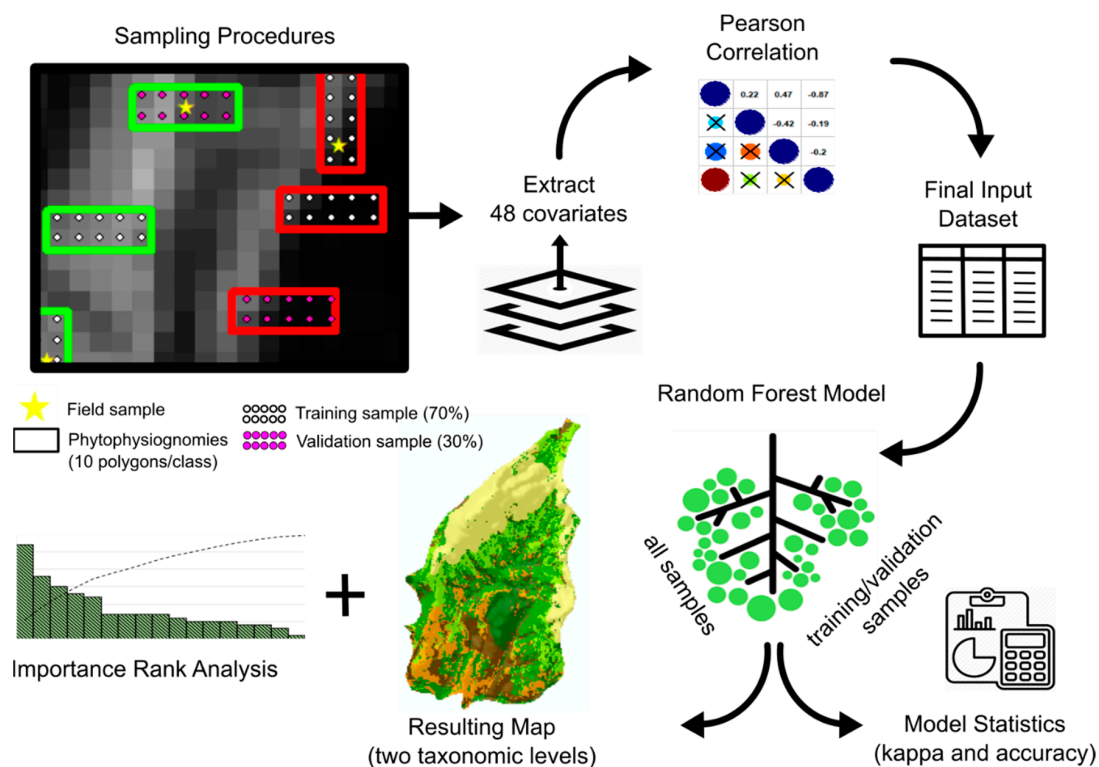 Sampling Procedures
Pearson
Correlation
0.22 0.47 -0.87
-0.42 -0.19
-0.2
Extract
48 covariates
Final Input
Dataset
Random Forest Model
Field sample
Phytophysiognomies
(10 polygons/class)
Training sample (70%)
Validation sample (30%)
all samples
training/validation
samples
Importance Rank Analysis
Resulting Map
(two taxonomic levels)
Model Statistics
(kappa and accuracy)